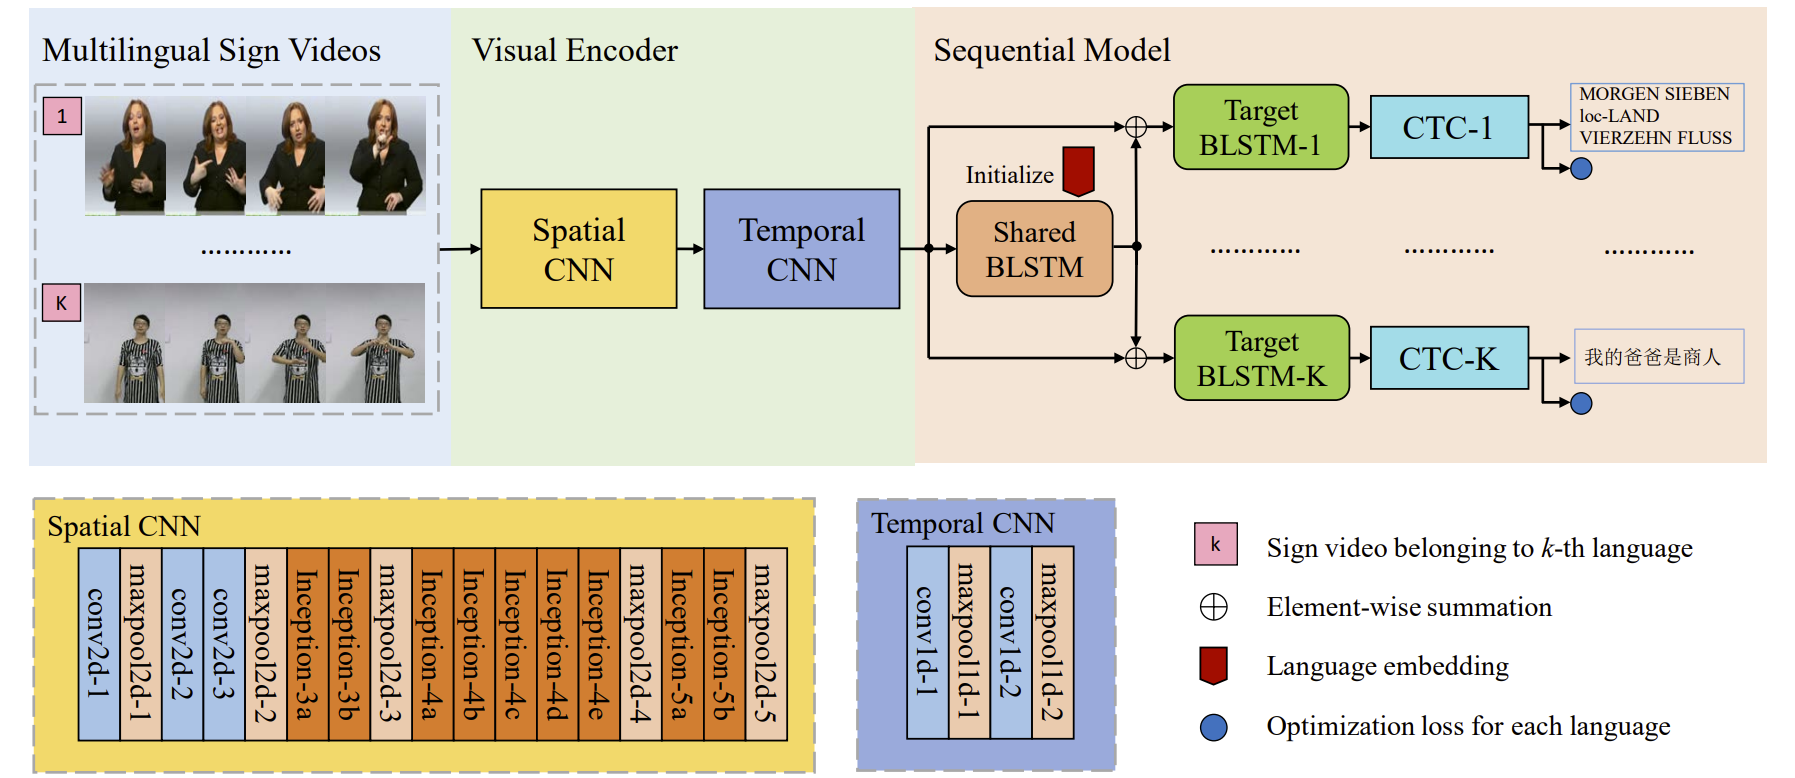 Multilingual Sign Videos
Visual Encoder
Sequential Model
1
…………
K
Spatial
CNN
Temporal
CNN
Initialize
Shared
BLSTM
Target
BLSTM-1
CTC-1
MORGEN SIEBEN
loc-LAND
VIERZEHN FLUSS
…………
…………
…………
Target
BLSTM-K
CTC-K
我的爸爸是商人
Spatial CNN
conv2d-1
maxpool2d-1
conv2d-2
conv2d-3
maxpool2d-2
Inception-3a
Inception-3b
maxpool2d-3
Inception-4a
Inception-4b
Inception-4c
Inception-4d
Inception-4e
maxpool2d-4
Inception-5a
Inception-5b
maxpool2d-5
Temporal CNN
conv1d-1
maxpool1d-1
conv1d-2
maxpool1d-2
k
Sign video belonging to k-th language
Element-wise summation
Language embedding
Optimization loss for each language